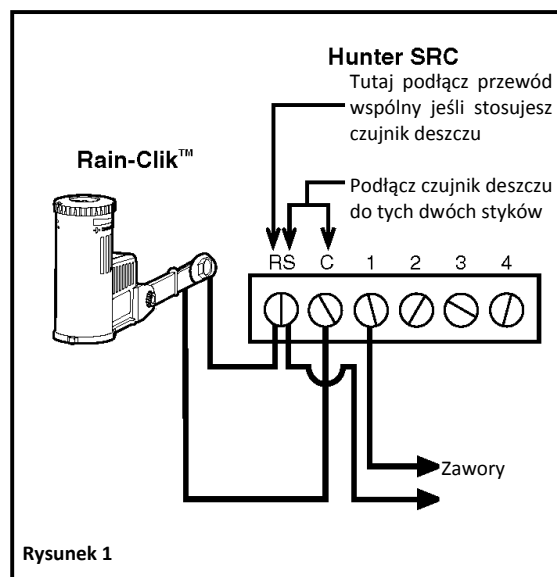 Hunter SRC
Tutaj podłącz przewód
wspólny jeśli stosujesz
czujnik deszczu
Rain-Clik™
Podłącz czujnik deszczu
do tych dwóch styków
RS C 1 2 3 4
Zawory
Rysunek 1